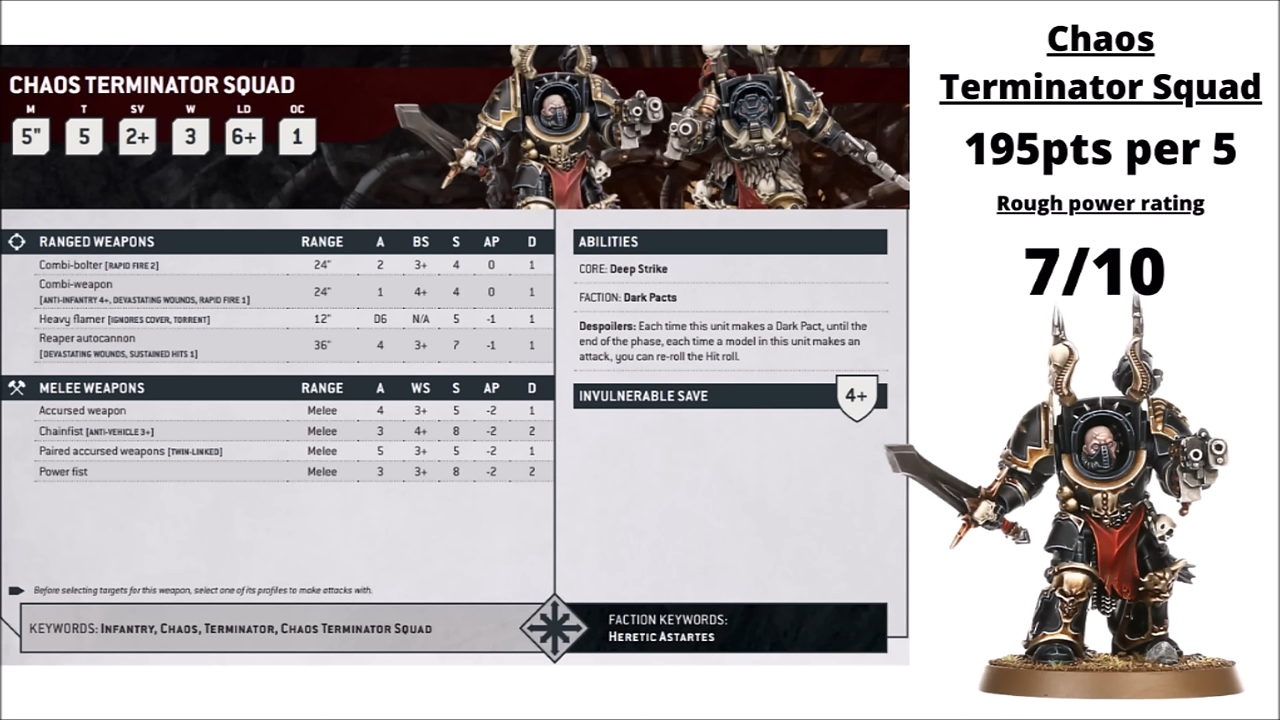 CHAOS TERMINATOR SQUAD
M T SV W LD OC
5" 5 2+ 3 6+ 1
RANGED WEAPONS RANGE A BS S AP D
Combi-bolter [RAPID FIRE 2] 24" 2 3+ 4 0 1
Combi-weapon
[ANTI-INFANTRY 4+, DEVASTATING WOUNDS, RAPID FIRE 1] 24" 1 4+ 4 0 1
Heavy flamer [IGNORES COVER, TORRENT] 12" D6 N/A 5 -1 1
Reaper autocannon
[DEVASTATING WOUNDS, SUSTAINED HITS 1] 36" 4 3+ 7 -1 1
MELEE WEAPONS RANGE A WS S AP D
Accursed weapon Melee 4 3+ 5 -2 1
Chainfist [ANTI-VEHICLE 3+] Melee 3 4+ 8 -2 2
Paired accursed weapons [TWIN-LINKED] Melee 5 3+ 5 -2 1
Power fist Melee 3 3+ 8 -2 2
Before selecting targets for this weapon, select one of its profiles to make attacks with.
KEYWORDS: INFANTRY, CHAOS, TERMINATOR, CHAOS TERMINATOR SQUAD
ABILITIES
CORE: Deep Strike
FACTION: Dark Pacts
Despoilers: Each time this unit makes a Dark Pact, until the
end of the phase, each time a model in this unit makes an
attack, you can re-roll the Hit roll.
INVULNERABLE SAVE 4+
FACTION KEYWORDS:
HERETIC ASTARTES
Chaos
Terminator Squad
195pts per 5
Rough power rating
7/10